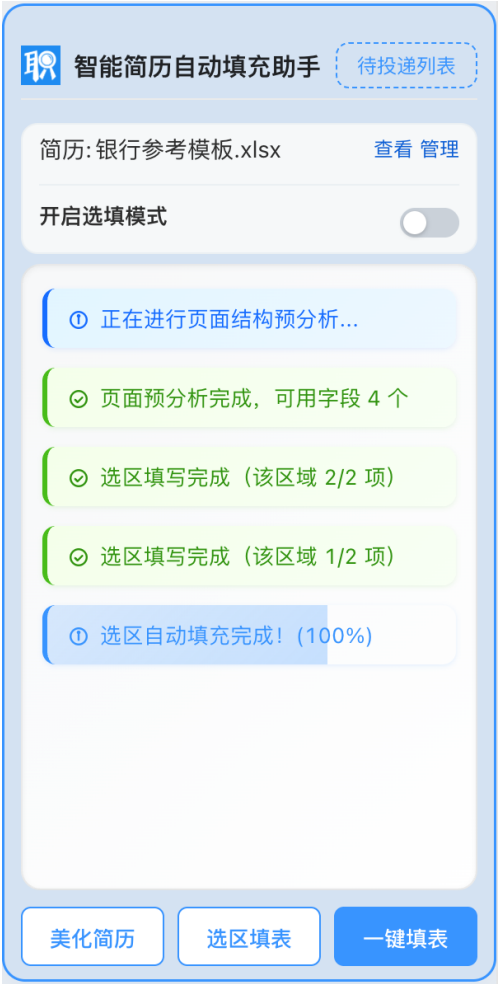 职 智能简历自动填充助手 待投递列表
简历: 银行参考模板.xlsx 查看 管理
开启选填模式
正在进行页面结构预分析...
页面预分析完成，可用字段 4 个
选区填写完成（该区域 2/2 项）
选区填写完成（该区域 1/2 项）
选区自动填充完成！(100%)
美化简历 选区填表 一键填表